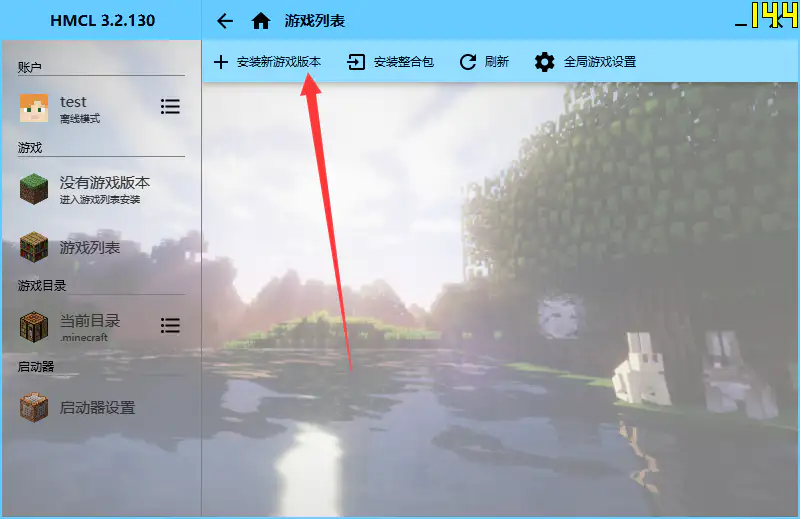 HMCL 3.2.130
游戏列表
144
安装新游戏版本
安装整合包
刷新
全局游戏设置
账户
test
离线模式
游戏
没有游戏版本
进入游戏列表安装
游戏列表
游戏目录
当前目录
.minecraft
启动器
启动器设置